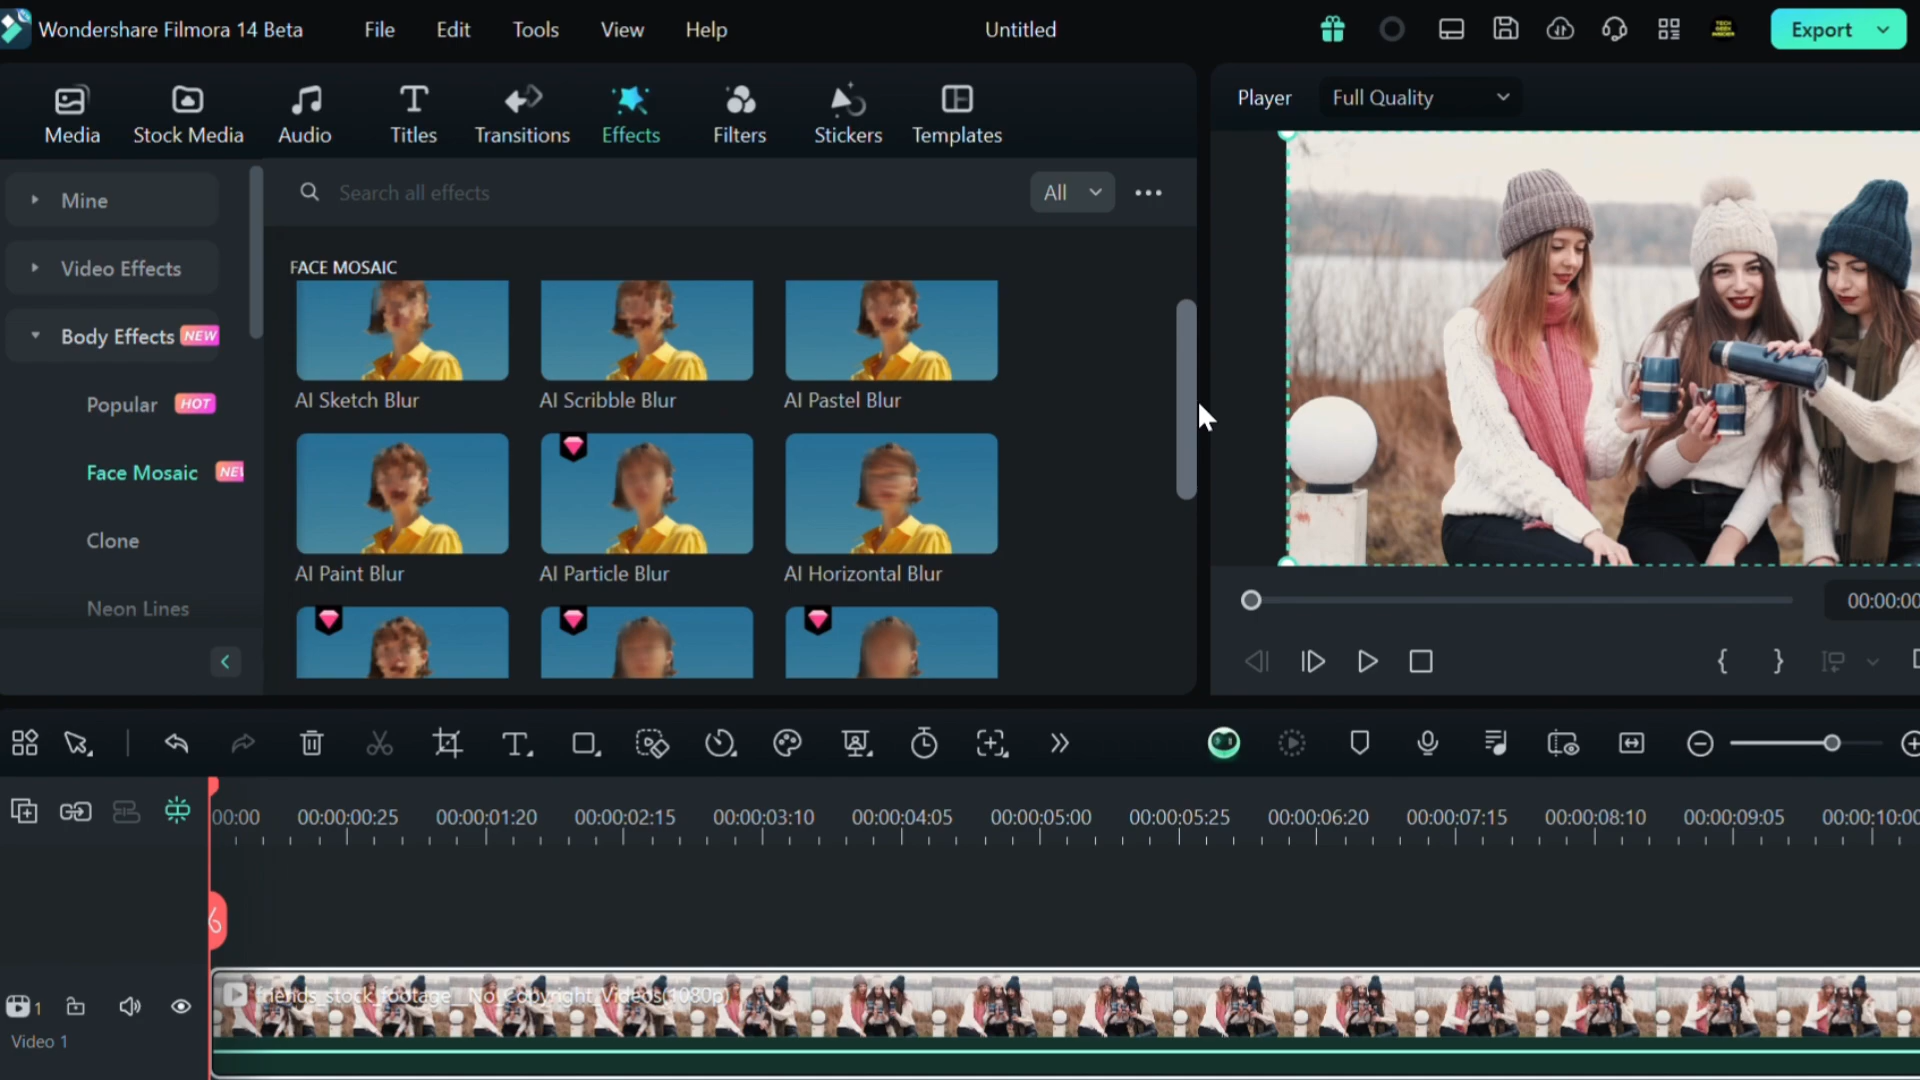 Wondershare Filmora 14 Beta
File
Edit
Tools
View
Help
Untitled
TECH
GEEK
INSIDER
Export
Media
Stock Media
Audio
Titles
Transitions
Effects
Filters
Stickers
Templates
Player
Full Quality
Mine
Video Effects
Body Effects NEW
Popular HOT
Face Mosaic NEW
Clone
Neon Lines
Search all effects
All
FACE MOSAIC
AI Sketch Blur
AI Scribble Blur
AI Pastel Blur
AI Paint Blur
AI Particle Blur
AI Horizontal Blur
00:00:00
00:00
00:00:00:25
00:00:01:20
00:00:02:15
00:00:03:10
00:00:04:05
00:00:05:00
00:00:05:25
00:00:06:20
00:00:07:15
00:00:08:10
00:00:09:05
00:00:10:00
1
friends_stock_footage__No_Copyright_Videos(1080p)
Video 1